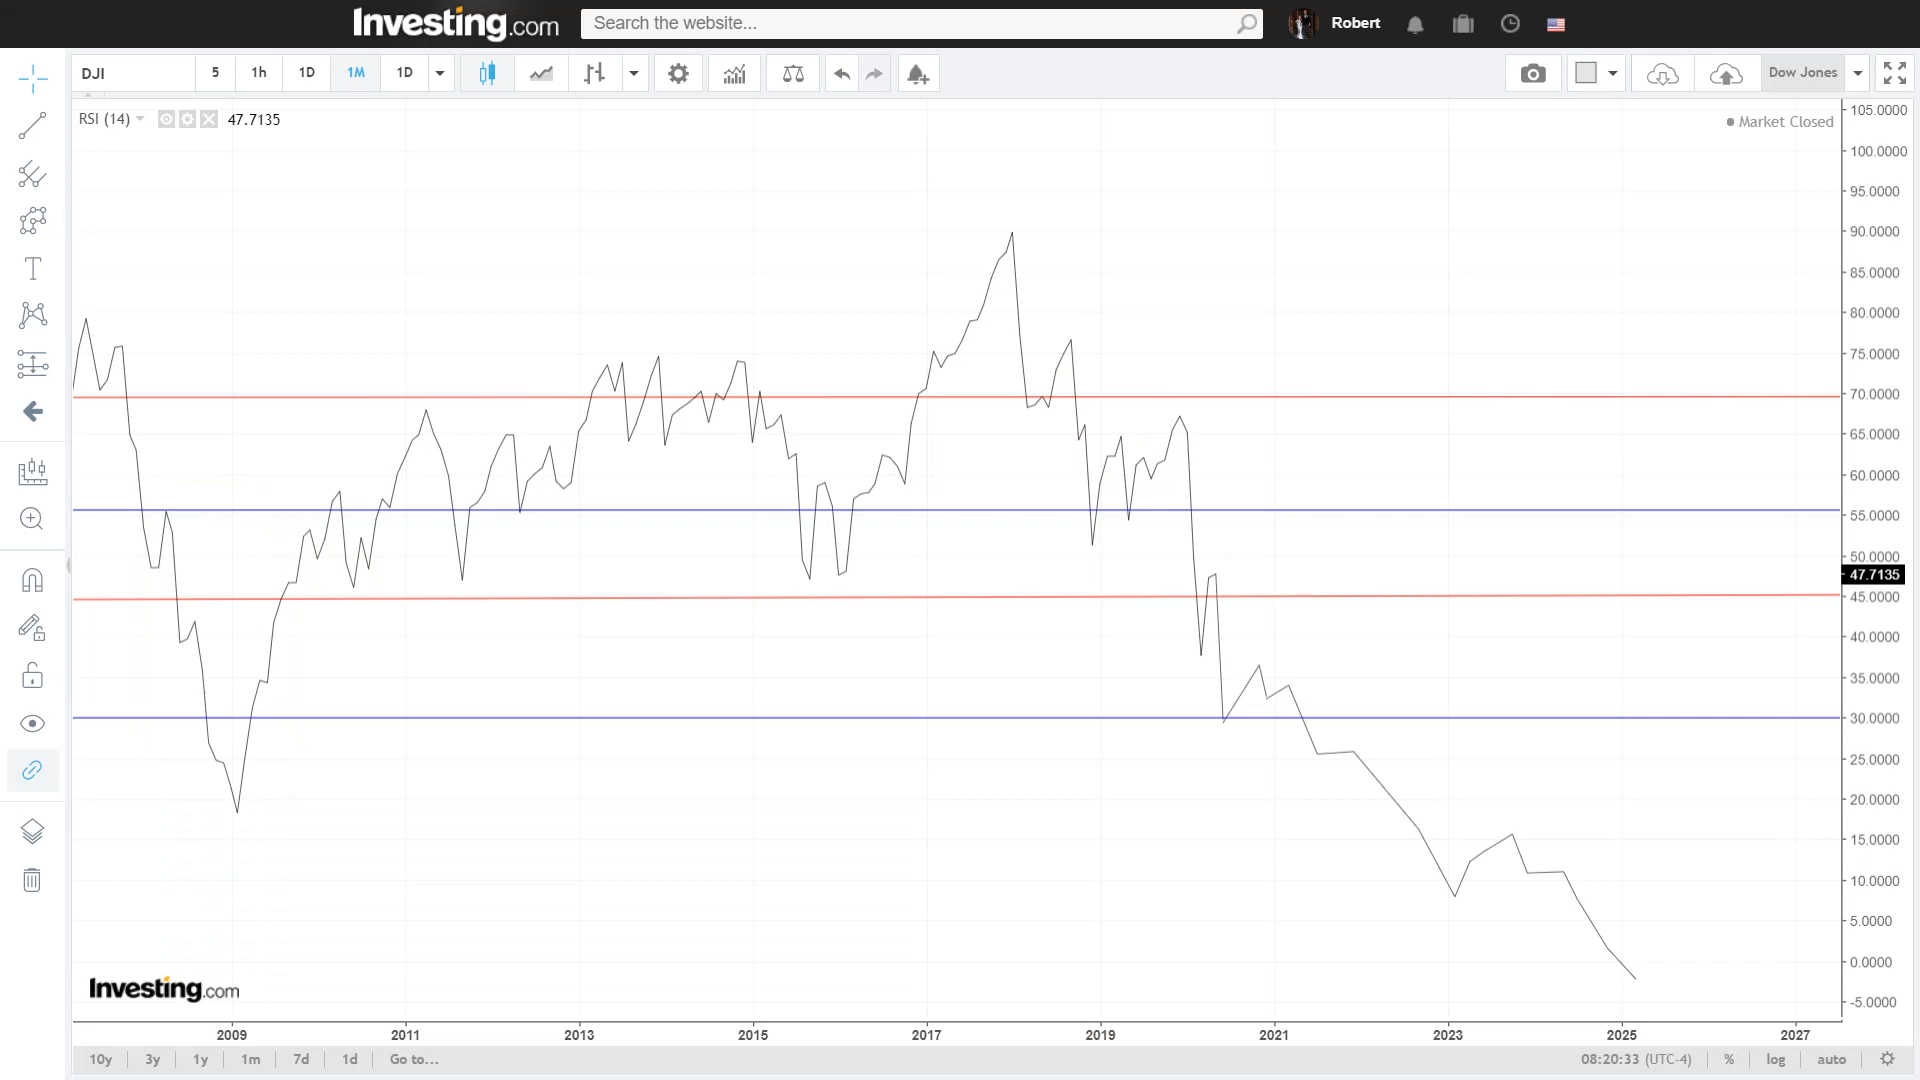 Investing.com
Search the website...
Robert
DJI 5 1h 1D 1M 1D Dow Jones
RSI (14) 47.7135
Market Closed
105.0000
100.0000
95.0000
90.0000
85.0000
80.0000
75.0000
70.0000
65.0000
60.0000
55.0000
50.0000
47.7135
45.0000
40.0000
35.0000
30.0000
25.0000
20.0000
15.0000
10.0000
5.0000
0.0000
-5.0000
Investing.com
2009 2011 2013 2015 2017 2019 2021 2023 2025 2027
10y 3y 1y 1m 7d 1d Go to... 08:20:33 (UTC-4) % log auto